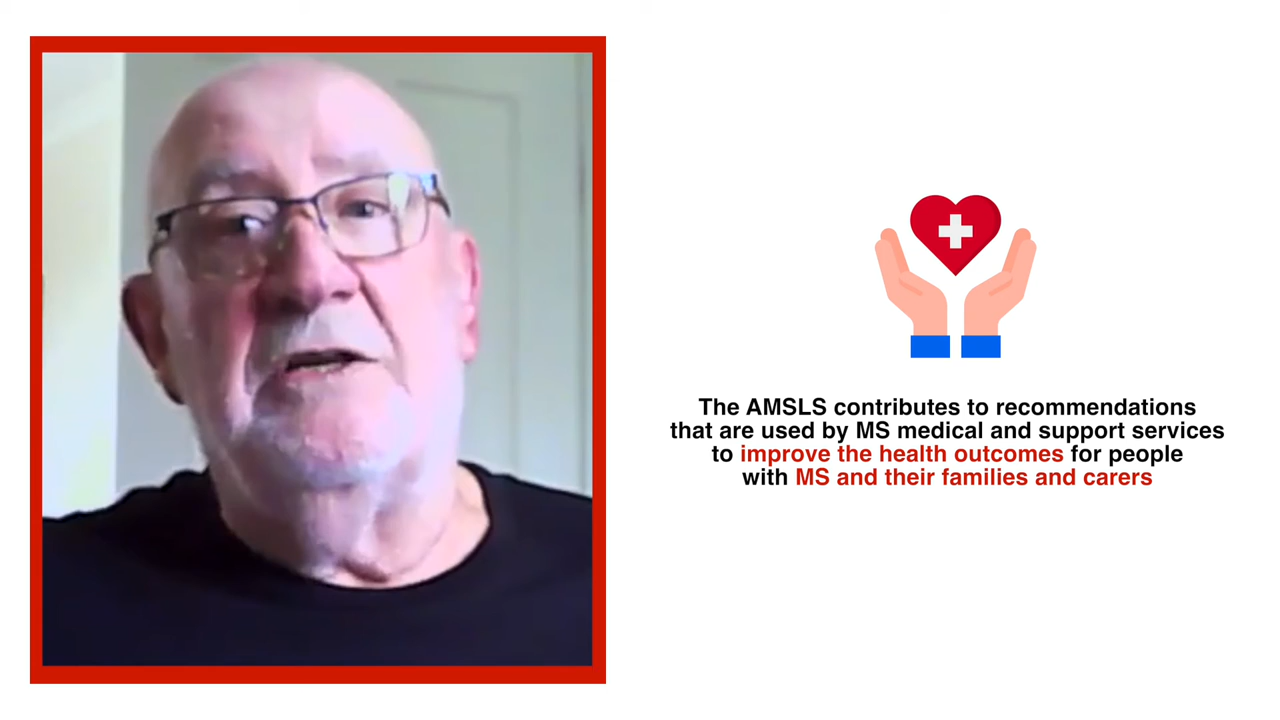 The AMSLS contributes to recommendations
that are used by MS medical and support services
to improve the health outcomes for people
with MS and their families and carers